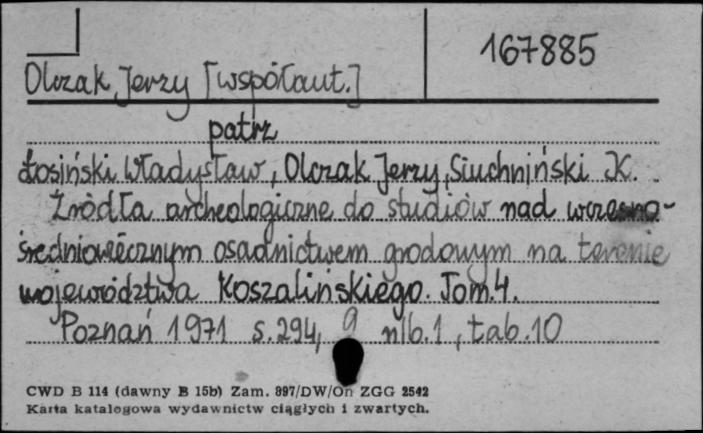 167885
Olczak Jerzy [współaut.]
patrz
Łosiński Władysław, Olczak Jerzy, Siuchniński K.
Źródła archeologiczne do studiów nad wczesno-
średniowiecznym osadnictwem grodowym na terenie
województwa Koszalińskiego. Tom.4.
Poznań 1971 s.294, 9 nlb.1, tab.10
CWD B 114 (dawny B 15b) Zam. 897/DW/On ZGG 2542
Karta katalogowa wydawnictw ciągłych i zwartych.